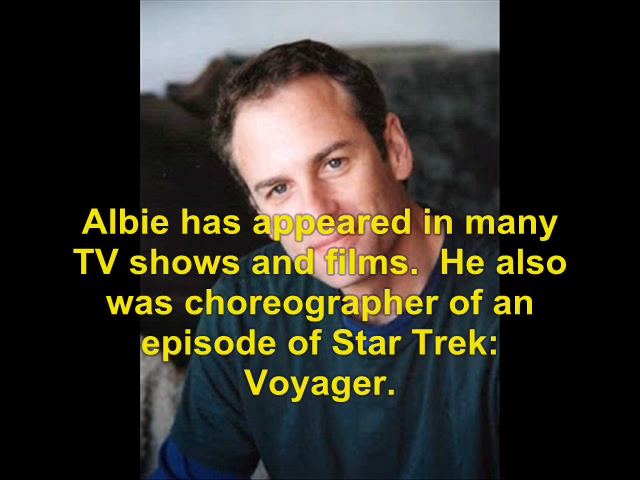 Albie has appeared in many
TV shows and films.  He also
was choreographer of an
episode of Star Trek:
Voyager.